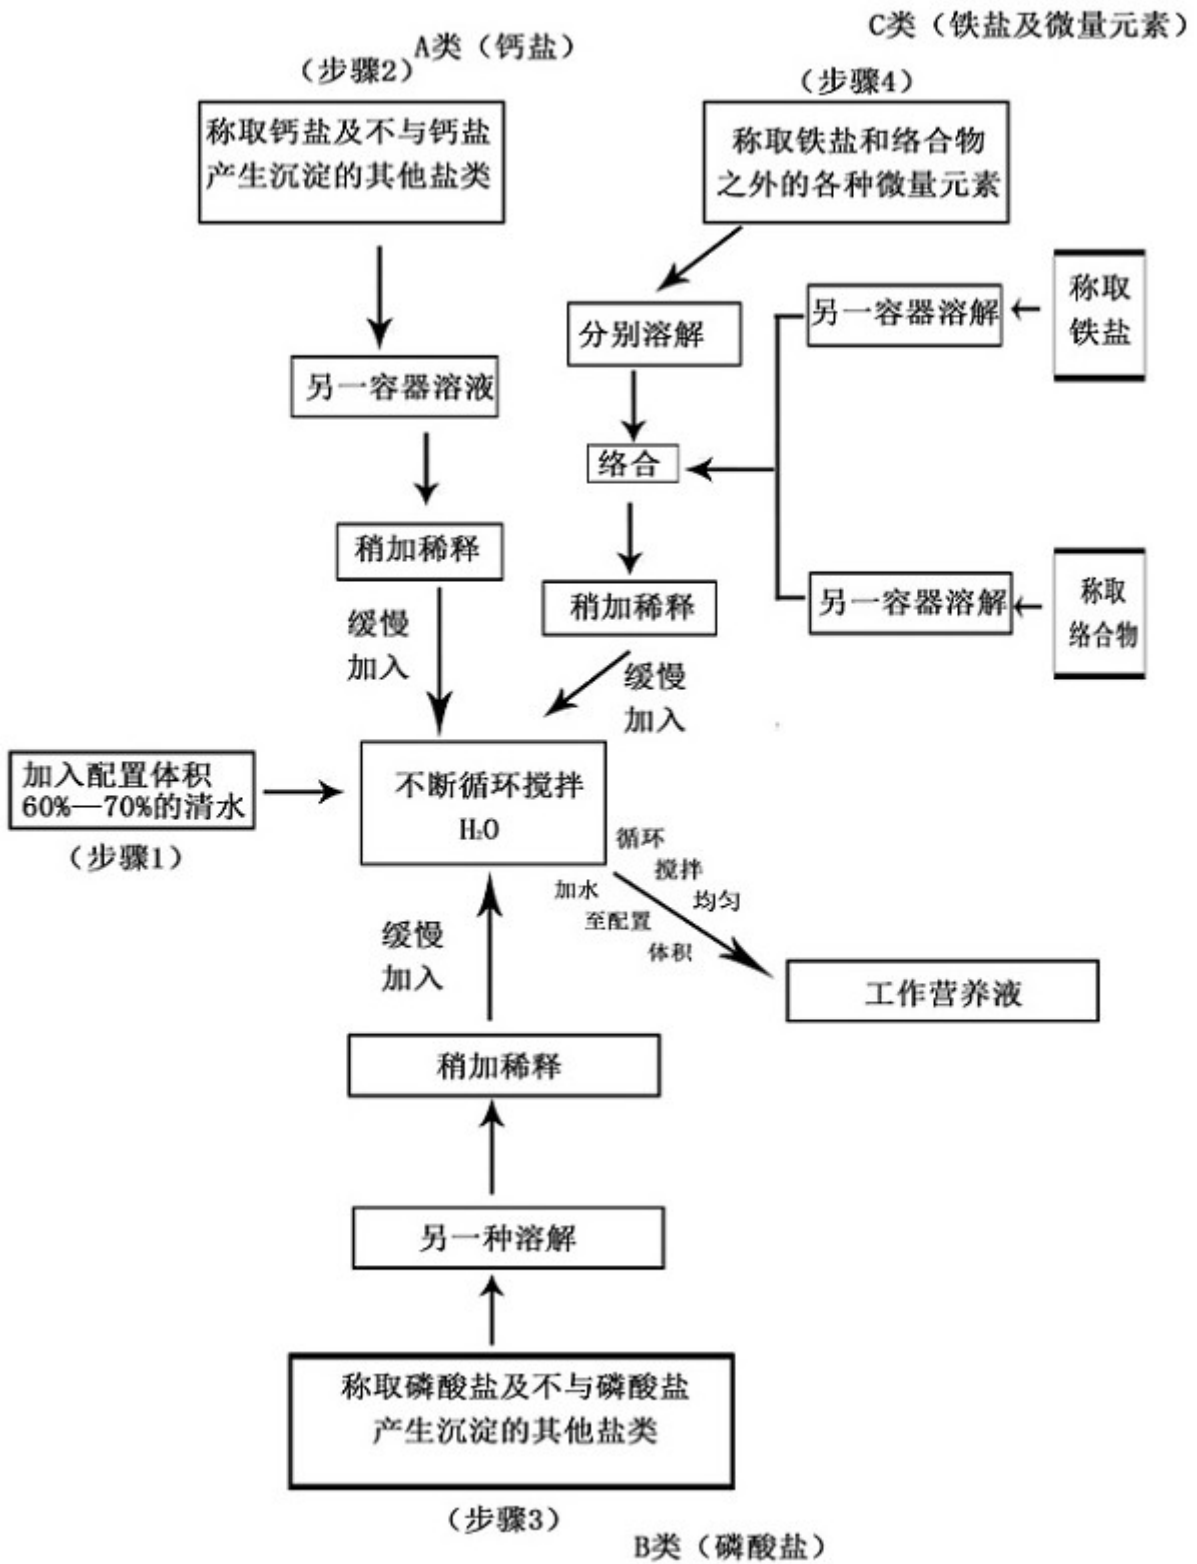 A类（钙盐）
（步骤2）
称取钙盐及不与钙盐
产生沉淀的其他盐类
另一容器溶液
稍加稀释
缓慢
加入
C类（铁盐及微量元素）
（步骤4）
称取铁盐和络合物
之外的各种微量元素
分别溶解
另一容器溶解
称取
铁盐
络合
另一容器溶解
称取
络合物
稍加稀释
缓慢
加入
加入配置体积
60%—70%的清水
（步骤1）
不断循环搅拌
H₂O
循环
搅拌
均匀
加水
至配置
体积
工作营养液
缓慢
加入
稍加稀释
另一种溶解
称取磷酸盐及不与磷酸盐
产生沉淀的其他盐类
（步骤3）
B类（磷酸盐）